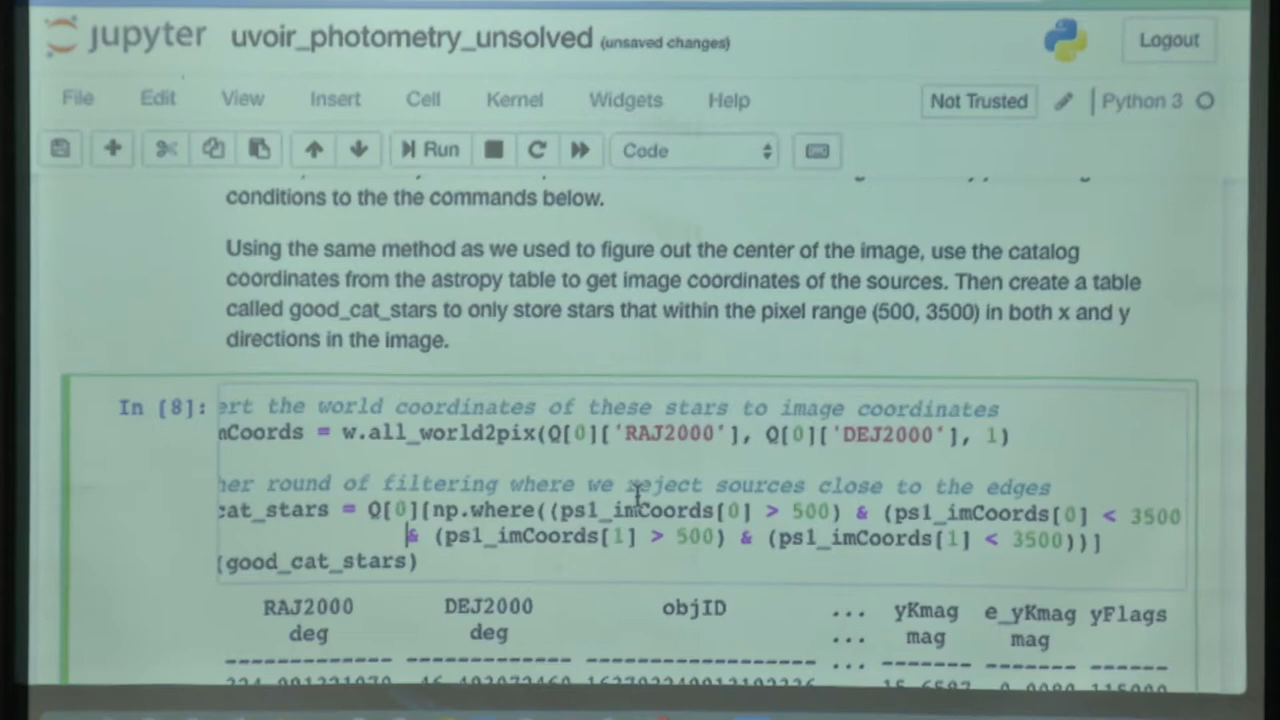 jupyter uvoir_photometry_unsolved (unsaved changes) Logout
File Edit View Insert Cell Kernel Widgets Help Not Trusted Python 3
Run Code
conditions to the the commands below.
Using the same method as we used to figure out the center of the image, use the catalog
coordinates from the astropy table to get image coordinates of the sources. Then create a table
called good_cat_stars to only store stars that within the pixel range (500, 3500) in both x and y
directions in the image.
In [8]: ert the world coordinates of these stars to image coordinates
nCoords = w.all_world2pix(Q[0]['RAJ2000'], Q[0]['DEJ2000'], 1)
her round of filtering where we reject sources close to the edges
cat_stars = Q[0][np.where((ps1_imCoords[0] > 500) & (ps1_imCoords[0] < 3500
& (ps1_imCoords[1] > 500) & (ps1_imCoords[1] < 3500))]
(good_cat_stars)
RAJ2000 DEJ2000 objID ... yKmag e_yKmag yFlags
deg deg ... mag mag